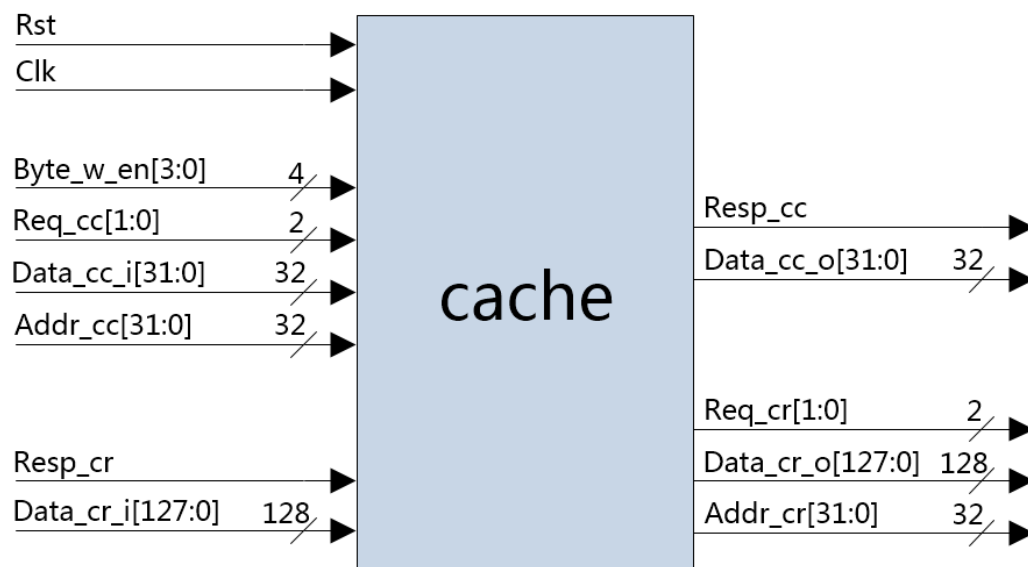 Rst
Clk
Byte_w_en[3:0] 4
Req_cc[1:0] 2
Data_cc_i[31:0] 32
Addr_cc[31:0] 32
Resp_cr
Data_cr_i[127:0] 128
cache
Resp_cc
Data_cc_o[31:0] 32
Req_cr[1:0] 2
Data_cr_o[127:0] 128
Addr_cr[31:0] 32